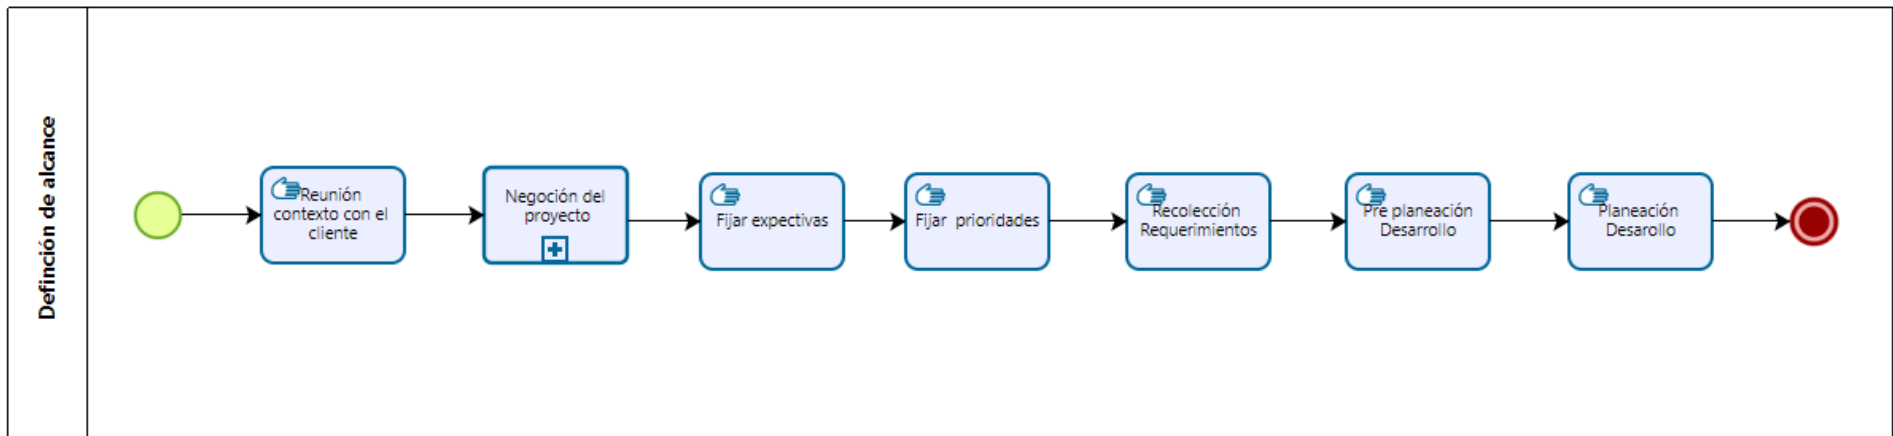 Definción de alcance
Reunión
contexto con el
cliente
Negoción del
proyecto
Fijar expectivas
Fijar  prioridades
Recolección
Requerimientos
Pre planeación
Desarrollo
Planeación
Desarollo